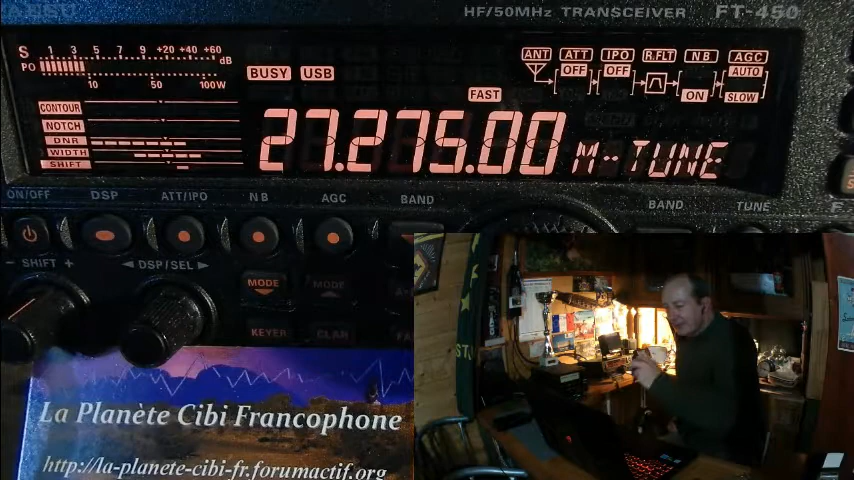 YAESU
HF/50MHz TRANSCEIVER FT-450
S 1 3 5 7 9 +20 +40 +60 dB
PO 10 50 100W
BUSY USB
FAST
ANT ATT IPO R.FLT NB AGC
OFF OFF AUTO
ON SLOW
CONTOUR
NOTCH
DNR
WIDTH
SHIFT
27.275.00 M-TUNE
ON/OFF DSP ATT/IPO NB AGC BAND BAND TUNE
- SHIFT + ◄ DSP/SEL ►
MODE MODE
KEYER CLAR
La Planète Cibi Francophone
http://la-planete-cibi-fr.forumactif.org